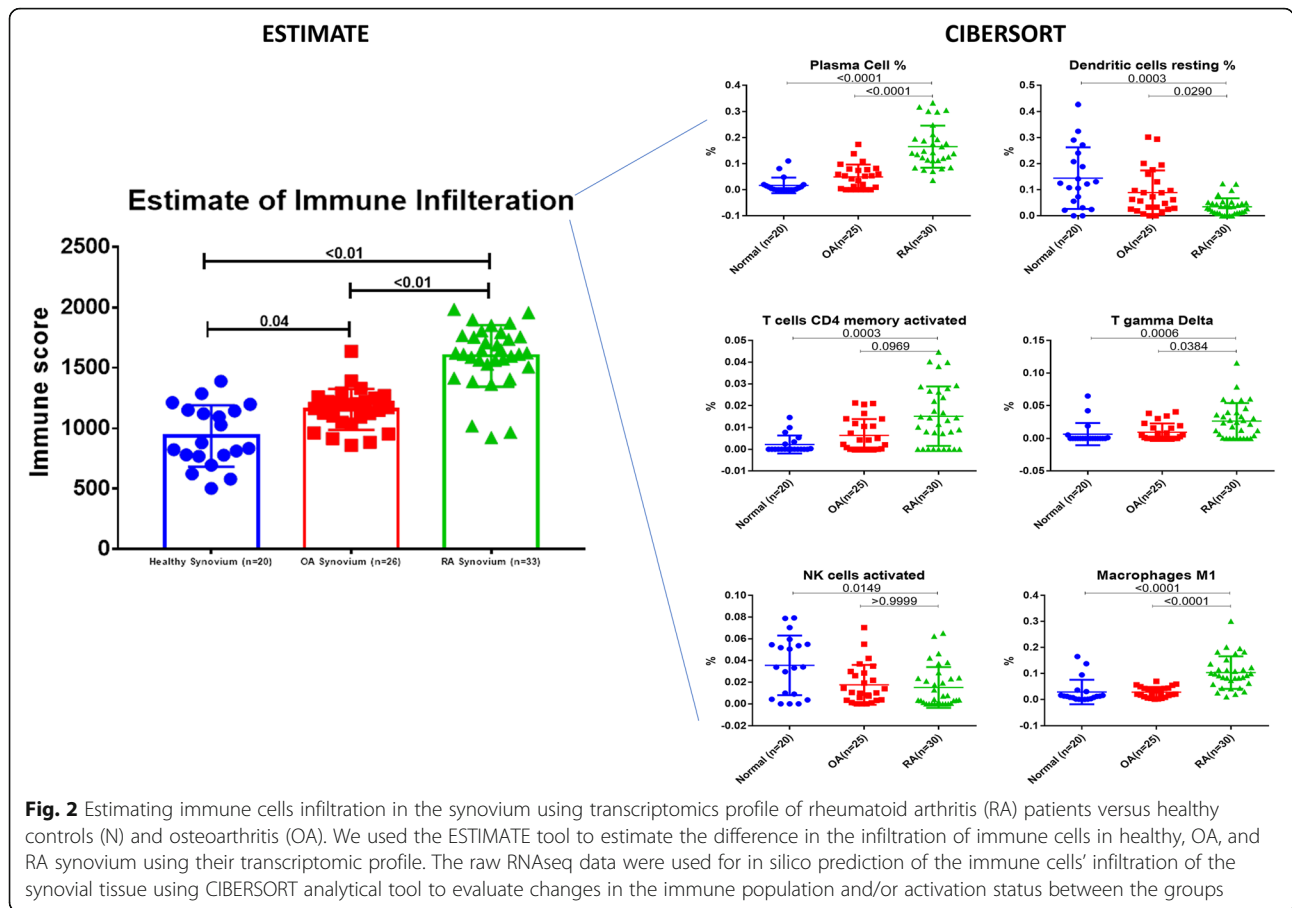 ESTIMATE
Estimate of Immune Infilteration
Immune score
2500
2000
1500
1000
500
0
<0.01
<0.01
0.04
Healthy Synovium (n=20)
OA Synovium (n=26)
RA Synovium (n=33)
CIBERSORT
Plasma Cell %
<0.0001
<0.0001
%
0.4
0.3
0.2
0.1
0.0
-0.1
Normal (n=20)
OA(n=25)
RA(n=30)
Dendritic cells resting %
0.0003
0.0290
%
0.5
0.4
0.3
0.2
0.1
0.0
Normal (n=20)
OA(n=25)
RA(n=30)
T cells CD4 memory activated
0.0003
0.0969
%
0.05
0.04
0.03
0.02
0.01
0.00
-0.01
Normal (n=20)
OA(n=25)
RA(n=30)
T gamma Delta
0.0006
0.0384
%
0.15
0.10
0.05
0.00
-0.05
Normal (n=20)
OA(n=25)
RA(n=30)
NK cells activated
0.0149
>0.9999
%
0.10
0.08
0.06
0.04
0.02
0.00
-0.02
Normal (n=20)
OA(n=25)
RA(n=30)
Macrophages M1
<0.0001
<0.0001
%
0.4
0.3
0.2
0.1
0.0
-0.1
Normal (n=20)
OA(n=25)
RA(n=30)
Fig. 2 Estimating immune cells infiltration in the synovium using transcriptomics profile of rheumatoid arthritis (RA) patients versus healthy
controls (N) and osteoarthritis (OA). We used the ESTIMATE tool to estimate the difference in the infiltration of immune cells in healthy, OA, and
RA synovium using their transcriptomic profile. The raw RNAseq data were used for in silico prediction of the immune cells' infiltration of the
synovial tissue using CIBERSORT analytical tool to evaluate changes in the immune population and/or activation status between the groups